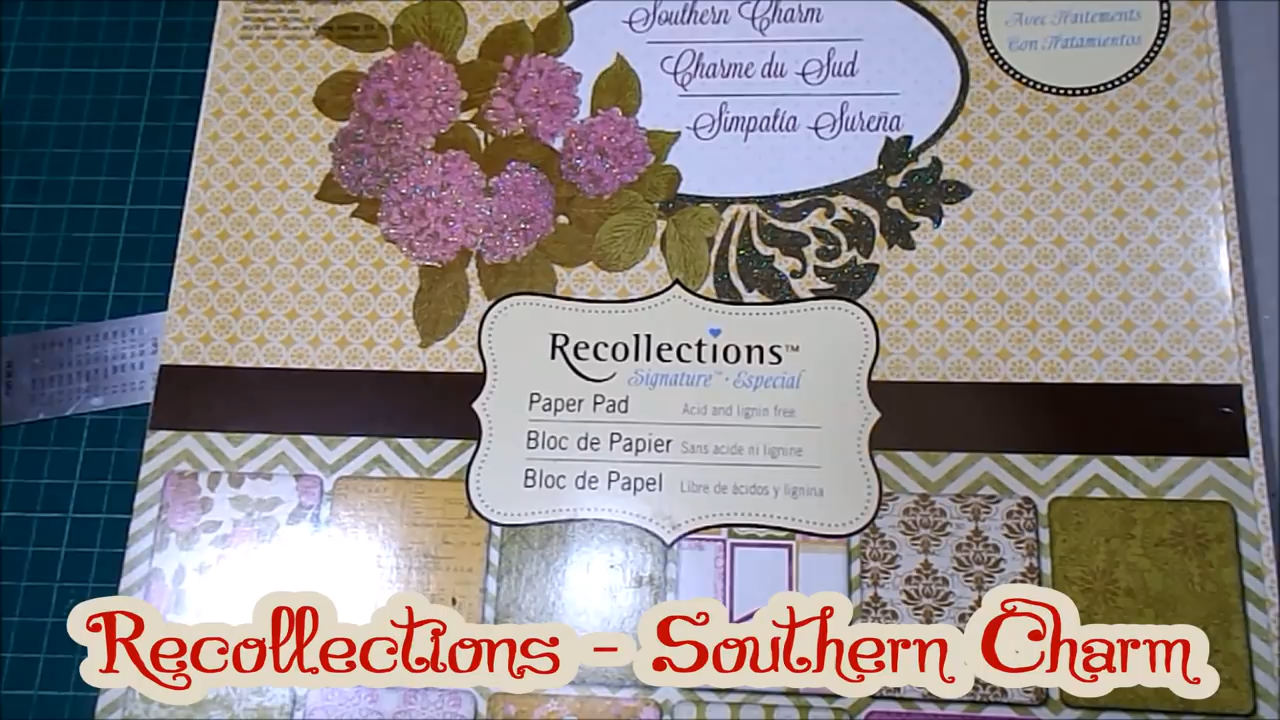 Southern Charm
Charme du Sud
Simpatía Sureña
Avec Traitements
Con Tratamientos
Recollections™
Signature™ · Especial
Paper Pad Acid and lignin free
Bloc de Papier Sans acide ni lignine
Bloc de Papel Libre de ácidos y lignina
Recollections - Southern Charm